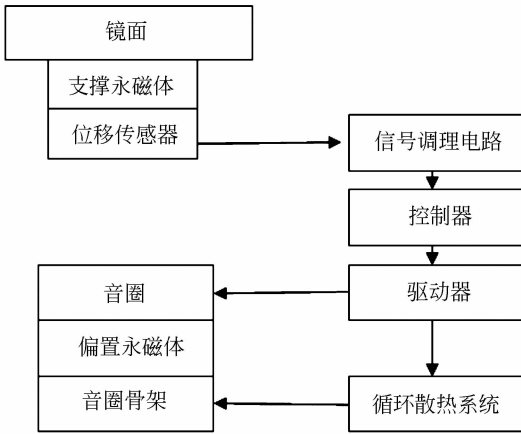 镜面
支撑永磁体
位移传感器
信号调理电路
控制器
音圈
驱动器
偏置永磁体
音圈骨架
循环散热系统